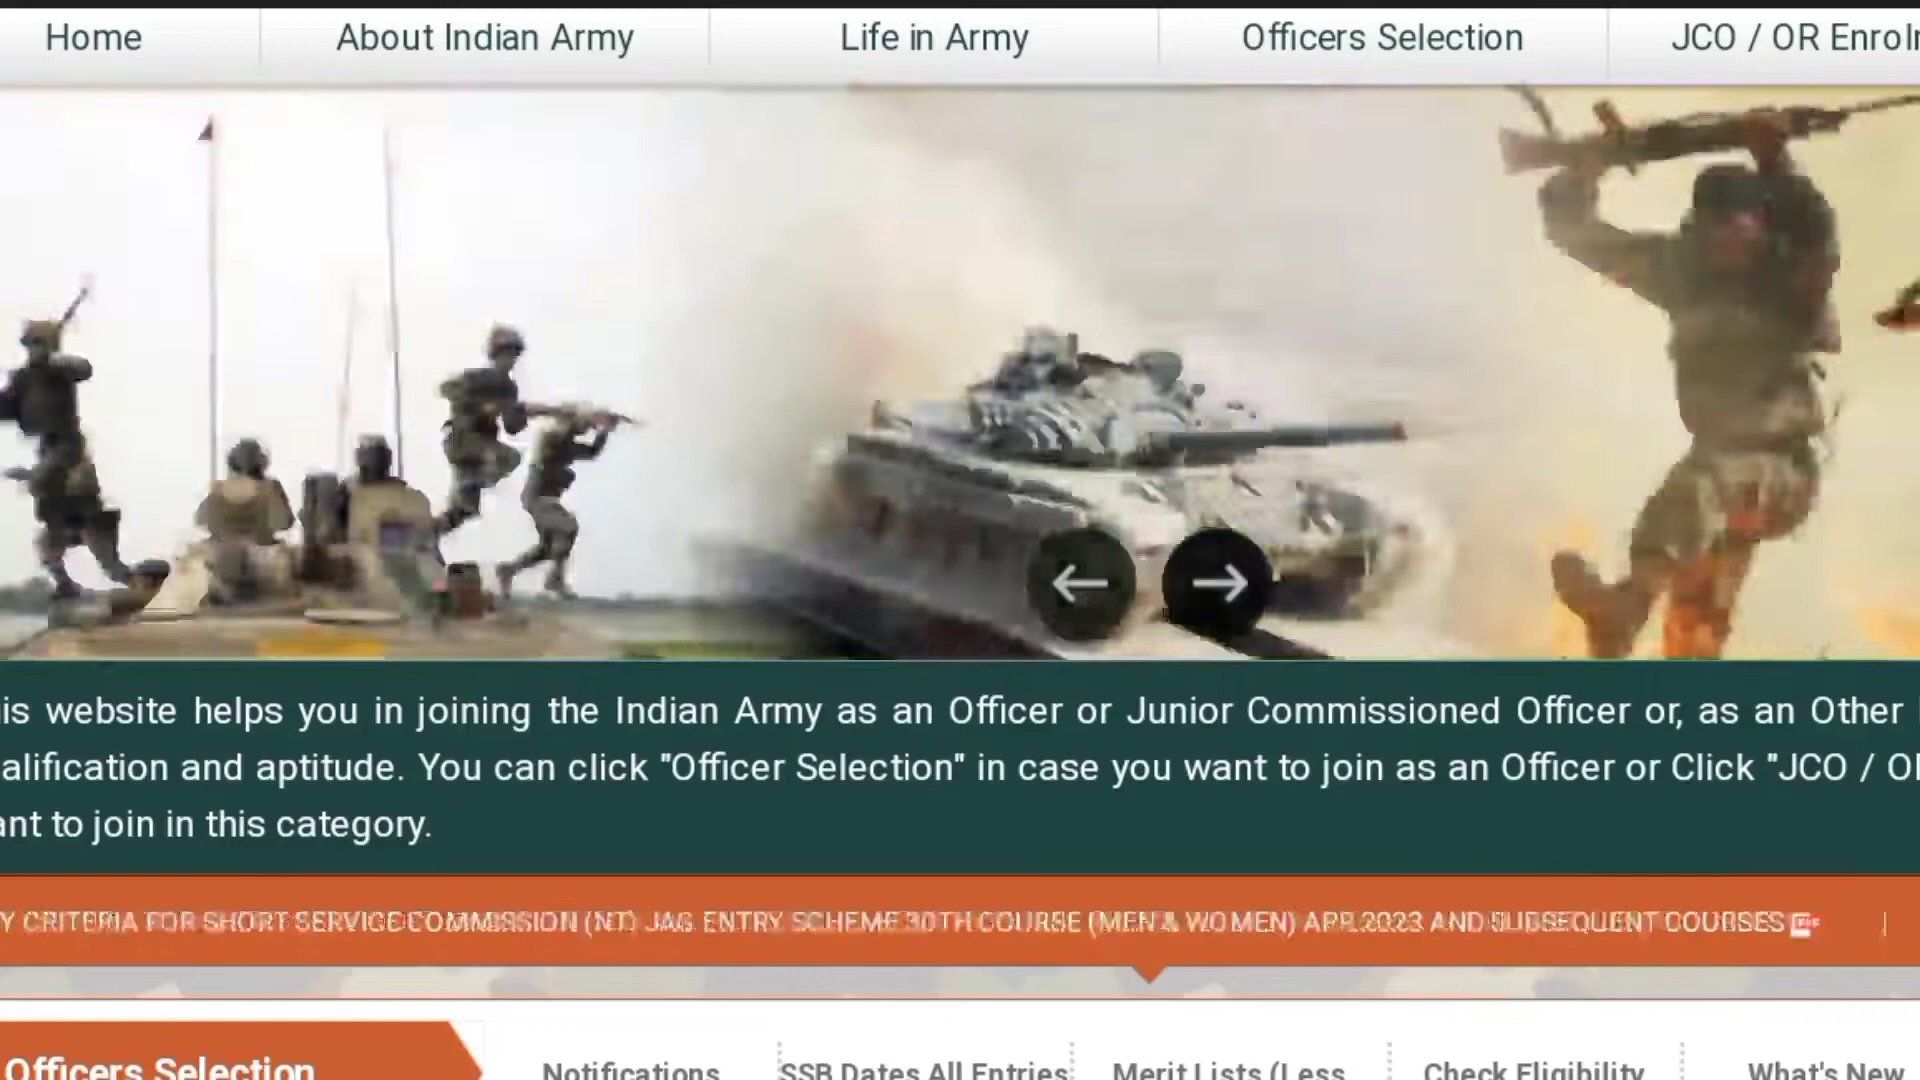 Home About Indian Army Life in Army Officers Selection JCO / OR Enrolm
is website helps you in joining the Indian Army as an Officer or Junior Commissioned Officer or, as an Other
alification and aptitude. You can click "Officer Selection" in case you want to join as an Officer or Click "JCO / OR
ant to join in this category.
Y CRITERIA FOR SHORT SERVICE COMMISSION (NT) JAG ENTRY SCHEME 30TH COURSE (MEN & WOMEN) APR 2023 AND SUBSEQUENT COURSES |
Officers Selection Notifications SSB Dates All Entries Merit Lists (Less Check Eligibility What's New